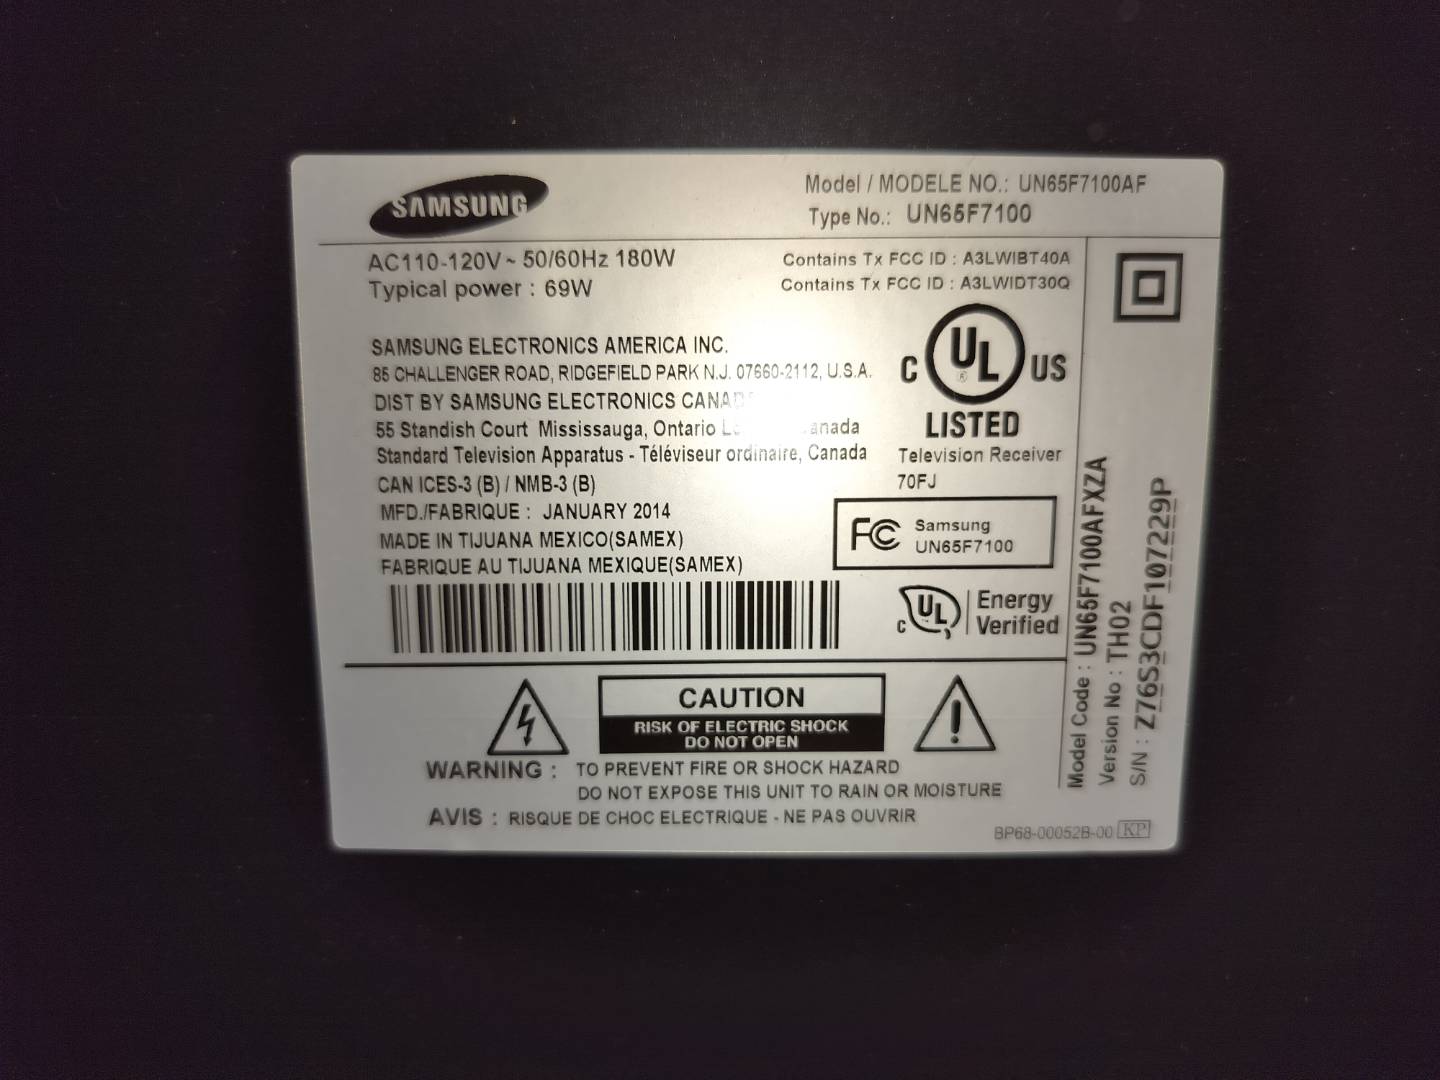 SAMSUNG
Model / MODELE NO.: UN65F7100AF
Type No.: UN65F7100
AC110-120V ~ 50/60Hz 180W
Typical power : 69W
Contains Tx FCC ID : A3LWIBT40A
Contains Tx FCC ID : A3LWIDT30Q
SAMSUNG ELECTRONICS AMERICA INC.
85 CHALLENGER ROAD, RIDGEFIELD PARK N.J. 07660-2112, U.S.A.
DIST BY SAMSUNG ELECTRONICS
55 Standish Court Mississauga, Ontario
Standard Television Apparatus - Téléviseur ordinaire, Canada
CAN ICES-3 (B) / NMB-3 (B)
MFD./FABRIQUE : JANUARY 2014
MADE IN TIJUANA MEXICO(SAMEX)
FABRIQUE AU TIJUANA MEXIQUE(SAMEX)
C UL ® US
LISTED
Television Receiver
70FJ
FC Samsung
UN65F7100
C UL Energy
Verified
CAUTION
RISK OF ELECTRIC SHOCK
DO NOT OPEN
WARNING : TO PREVENT FIRE OR SHOCK HAZARD
DO NOT EXPOSE THIS UNIT TO RAIN OR MOISTURE
AVIS : RISQUE DE CHOC ELECTRIQUE - NE PAS OUVRIR
BP68-00052B-00 KP
Model Code : UN65F7100AFXZA
Version No : TH02
S/N : Z76S3CDF107229P